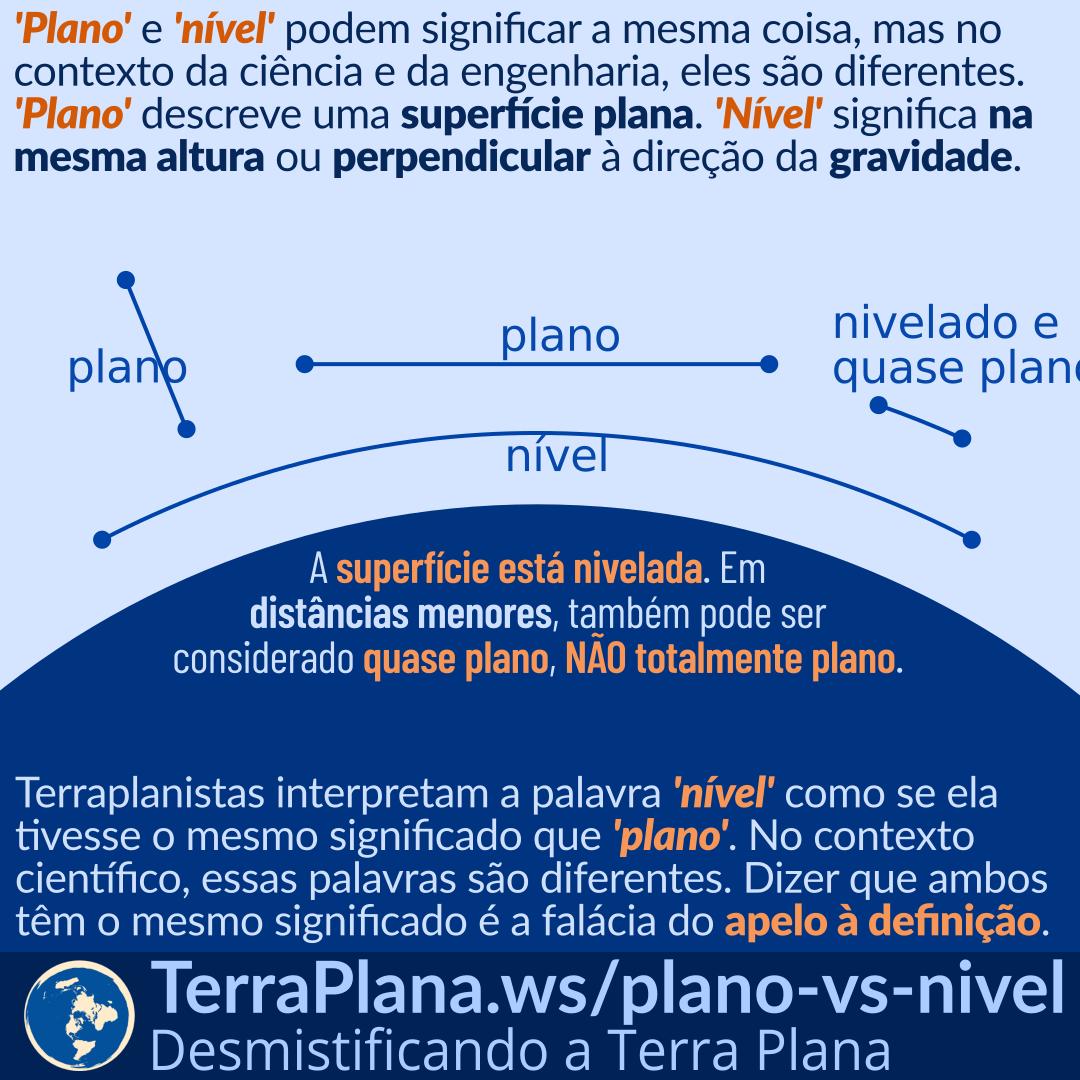 'Plano' e 'nível' podem significar a mesma coisa, mas no
contexto da ciência e da engenharia, eles são diferentes.
'Plano' descreve uma superfície plana. 'Nível' significa na
mesma altura ou perpendicular à direção da gravidade.
plano
plano
nivelado e
quase plano
nível
A superfície está nivelada. Em
distâncias menores, também pode ser
considerado quase plano, NÃO totalmente plano.
Terraplanistas interpretam a palavra 'nível' como se ela
tivesse o mesmo significado que 'plano'. No contexto
científico, essas palavras são diferentes. Dizer que ambos
têm o mesmo significado é a falácia do apelo à definição.
TerraPlana.ws/plano-vs-nivel
Desmistificando a Terra Plana